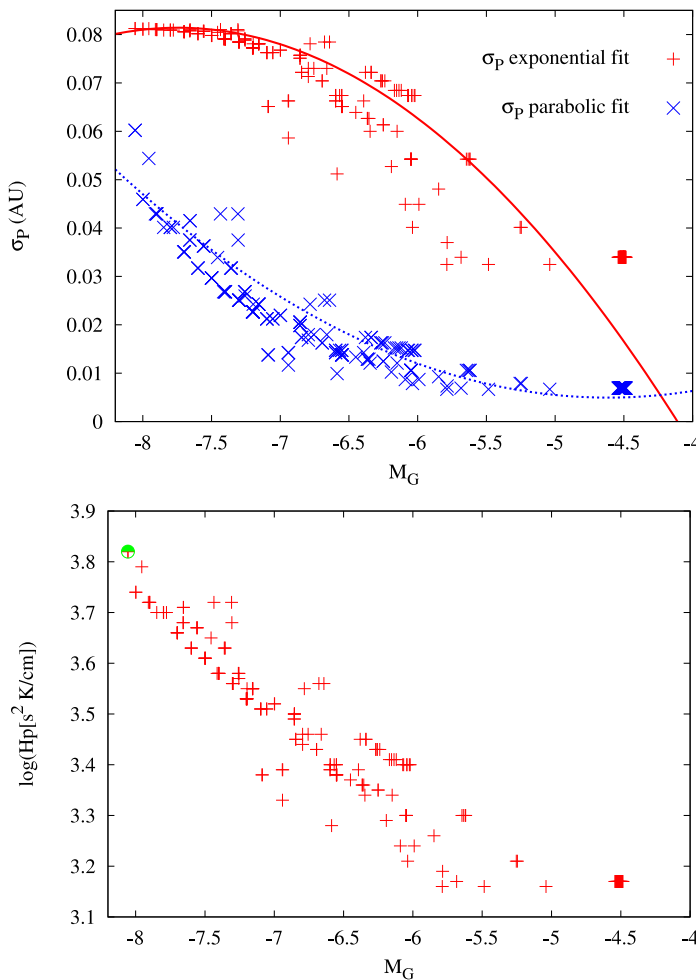 0.08
0.07
0.06
0.05
0.04
0.03
0.02
0.01
0
σP (AU)
σP exponential fit
σP parabolic fit
-8 -7.5 -7 -6.5 -6 -5.5 -5 -4.5 -4
MG
3.9
3.8
3.7
3.6
3.5
3.4
3.3
3.2
3.1
log(Hp[s² K/cm])
-8 -7.5 -7 -6.5 -6 -5.5 -5 -4.5 -4
MG